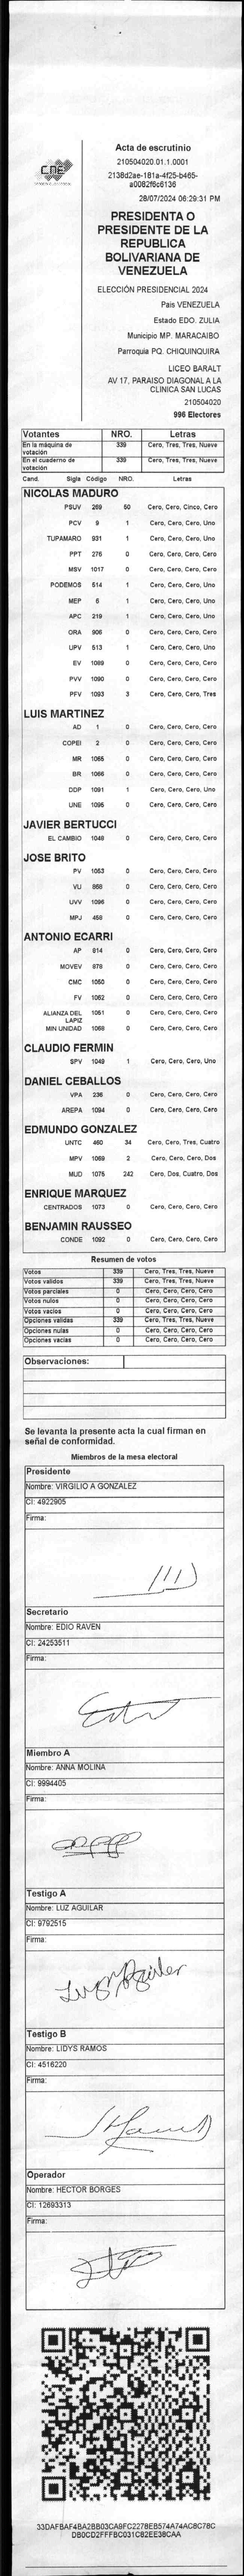 CNE
Acta de escrutinio
210504020.01.1.0001
2138d2ae-181a-4f25-b465-
a0082f6c6136
28/07/2024 06:29:31 PM
PRESIDENTA O
PRESIDENTE DE LA
REPUBLICA
BOLIVARIANA DE
VENEZUELA
ELECCIÓN PRESIDENCIAL 2024
Pais VENEZUELA
Estado EDO. ZULIA
Municipio MP. MARACAIBO
Parroquia PQ. CHIQUINQUIRA
LICEO BARALT
AV 17, PARAISO DIAGONAL A LA
CLINICA SAN LUCAS
210504020
996 Electores
Votantes NRO. Letras
En la máquina de votación 339 Cero, Tres, Tres, Nueve
En el cuaderno de votación 339 Cero, Tres, Tres, Nueve
Cand. Sigla Código NRO. Letras
NICOLAS MADURO
PSUV 269 50 Cero, Cero, Cinco, Cero
PCV 9 1 Cero, Cero, Cero, Uno
TUPAMARO 931 1 Cero, Cero, Cero, Uno
PPT 276 0 Cero, Cero, Cero, Cero
MSV 1017 0 Cero, Cero, Cero, Cero
PODEMOS 514 1 Cero, Cero, Cero, Uno
MEP 6 1 Cero, Cero, Cero, Uno
APC 219 1 Cero, Cero, Cero, Uno
ORA 906 0 Cero, Cero, Cero, Cero
UPV 513 1 Cero, Cero, Cero, Uno
EV 1089 0 Cero, Cero, Cero, Cero
PVV 1090 0 Cero, Cero, Cero, Cero
PFV 1093 3 Cero, Cero, Cero, Tres
LUIS MARTINEZ
AD 1 0 Cero, Cero, Cero, Cero
COPEI 2 0 Cero, Cero, Cero, Cero
MR 1065 0 Cero, Cero, Cero, Cero
BR 1066 0 Cero, Cero, Cero, Cero
DDP 1091 1 Cero, Cero, Cero, Uno
UNE 1095 0 Cero, Cero, Cero, Cero
JAVIER BERTUCCI
EL CAMBIO 1048 0 Cero, Cero, Cero, Cero
JOSE BRITO
PV 1053 0 Cero, Cero, Cero, Cero
VU 868 0 Cero, Cero, Cero, Cero
UVV 1096 0 Cero, Cero, Cero, Cero
MPJ 458 0 Cero, Cero, Cero, Cero
ANTONIO ECARRI
AP 814 0 Cero, Cero, Cero, Cero
MOVEV 878 0 Cero, Cero, Cero, Cero
CMC 1050 0 Cero, Cero, Cero, Cero
FV 1052 0 Cero, Cero, Cero, Cero
ALIANZA DEL LAPIZ 1051 0 Cero, Cero, Cero, Cero
MIN UNIDAD 1068 0 Cero, Cero, Cero, Cero
CLAUDIO FERMIN
SPV 1049 1 Cero, Cero, Cero, Uno
DANIEL CEBALLOS
VPA 236 0 Cero, Cero, Cero, Cero
AREPA 1094 0 Cero, Cero, Cero, Cero
EDMUNDO GONZALEZ
UNTC 460 34 Cero, Cero, Tres, Cuatro
MPV 1069 2 Cero, Cero, Cero, Dos
MUD 1075 242 Cero, Dos, Cuatro, Dos
ENRIQUE MARQUEZ
CENTRADOS 1073 0 Cero, Cero, Cero, Cero
BENJAMIN RAUSSEO
CONDE 1092 0 Cero, Cero, Cero, Cero
Resumen de votos
Votos 339 Cero, Tres, Tres, Nueve
Votos validos 339 Cero, Tres, Tres, Nueve
Votos parciales 0 Cero, Cero, Cero, Cero
Votos nulos 0 Cero, Cero, Cero, Cero
Votos vacios 0 Cero, Cero, Cero, Cero
Opciones validas 339 Cero, Tres, Tres, Nueve
Opciones nulas 0 Cero, Cero, Cero, Cero
Opciones vacias 0 Cero, Cero, Cero, Cero
Observaciones:
Se levanta la presente acta la cual firman en
señal de conformidad.
Miembros de la mesa electoral
Presidente
Nombre: VIRGILIO A GONZALEZ
CI: 4922905
Firma:
Secretario
Nombre: EDIO RAVEN
CI: 24253511
Firma:
Miembro A
Nombre: ANNA MOLINA
CI: 9994405
Firma:
Testigo A
Nombre: LUZ AGUILAR
CI: 9792515
Firma:
Luz M Aguilar
Testigo B
Nombre: LIDYS RAMOS
CI: 4516220
Firma:
Operador
Nombre: HECTOR BORGES
CI: 12693313
Firma:
33DAFBAF4BA2BB03CA9FC2278EB574A74AC8C78C
DB0CD2FFFBC031C82EE38CAA